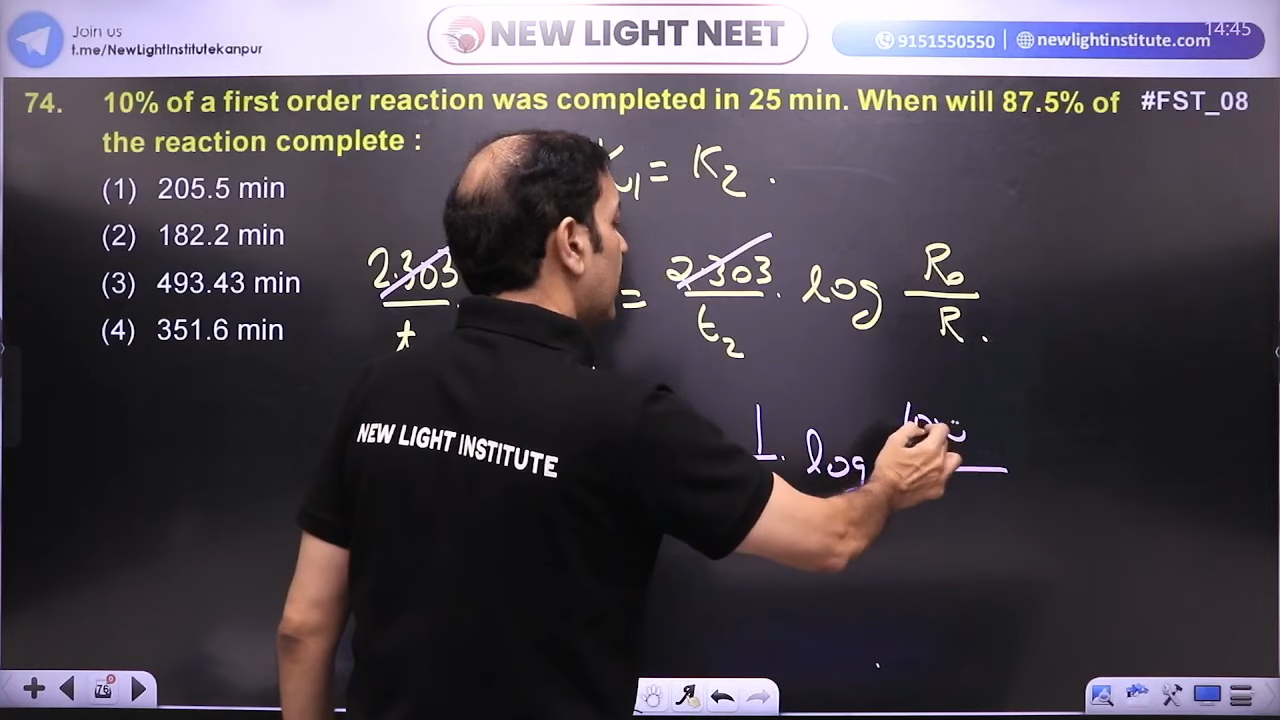 Join us
t.me/NewLightInstitutekanpur
NEW LIGHT NEET
9151550550 | newlightinstitute.com
14:45
74. 10% of a first order reaction was completed in 25 min. When will 87.5% of #FST_08
the reaction complete :
(1) 205.5 min
(2) 182.2 min
(3) 493.43 min
(4) 351.6 min
K₁ = K₂ .
2.303 = 2.303 log R₀
t t₂ R .
1 . log 100
NEW LIGHT INSTITUTE
76